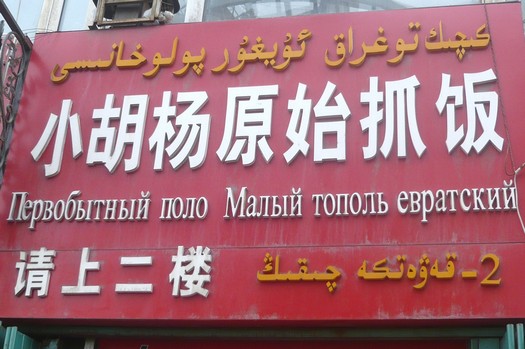 كىچىك توغراق ئۇيغۇر پولوخانىسى
小胡杨原始抓饭
Первобытный поло Малый тополь евратский
请上二楼
2- قەۋەتكە چىقىڭ